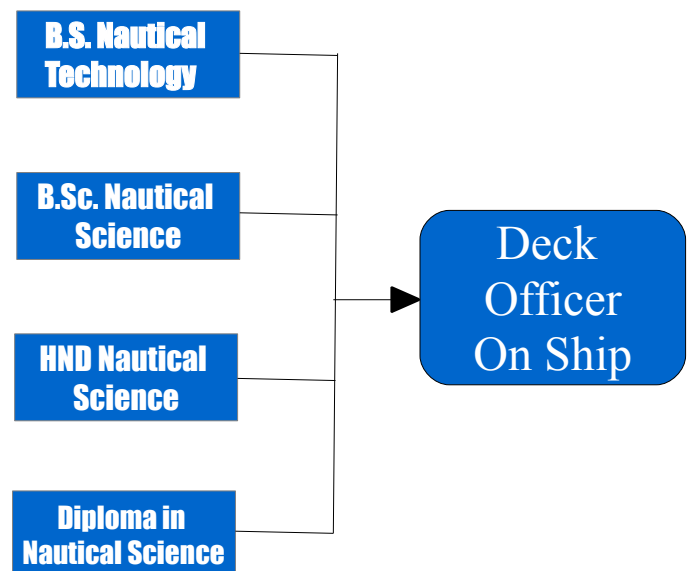 B.S. Nautical
Technology
B.Sc. Nautical
Science
HND Nautical
Science
Diploma in
Nautical Science
Deck
Officer
On Ship